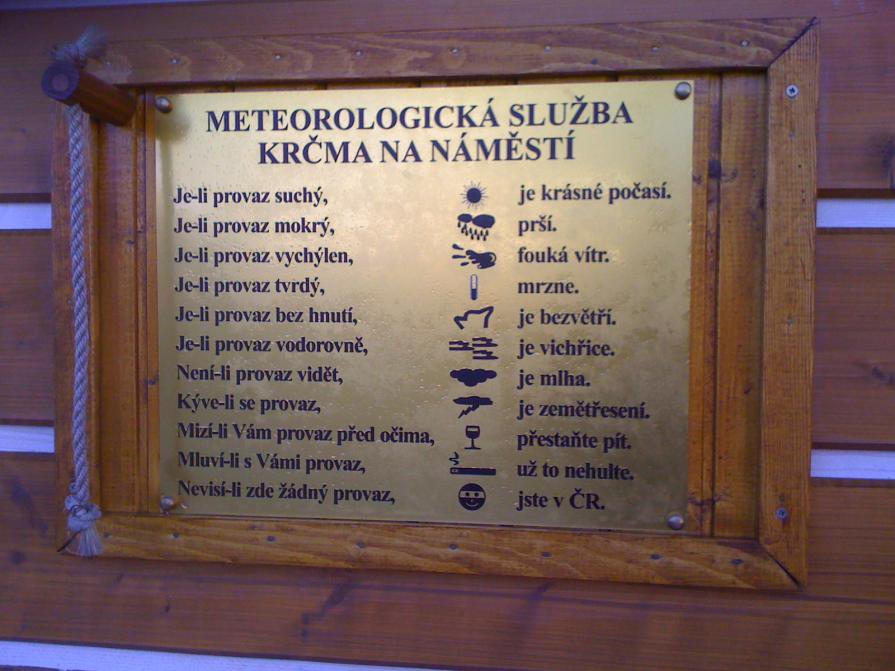 METEOROLOGICKÁ SLUŽBA
KRČMA NA NÁMĚSTÍ
Je-li provaz suchý, je krásné počasí.
Je-li provaz mokrý, prší.
Je-li provaz vychýlen, fouká vítr.
Je-li provaz tvrdý, mrzne.
Je-li provaz bez hnutí, je bezvětří.
Je-li provaz vodorovně, je vichřice.
Není-li provaz vidět, je mlha.
Kýve-li se provaz, je zemětřesení.
Mizí-li Vám provaz před očima, přestaňte pít.
Mluví-li s Vámi provaz, už to nehulte.
Nevisí-li zde žádný provaz, jste v ČR.